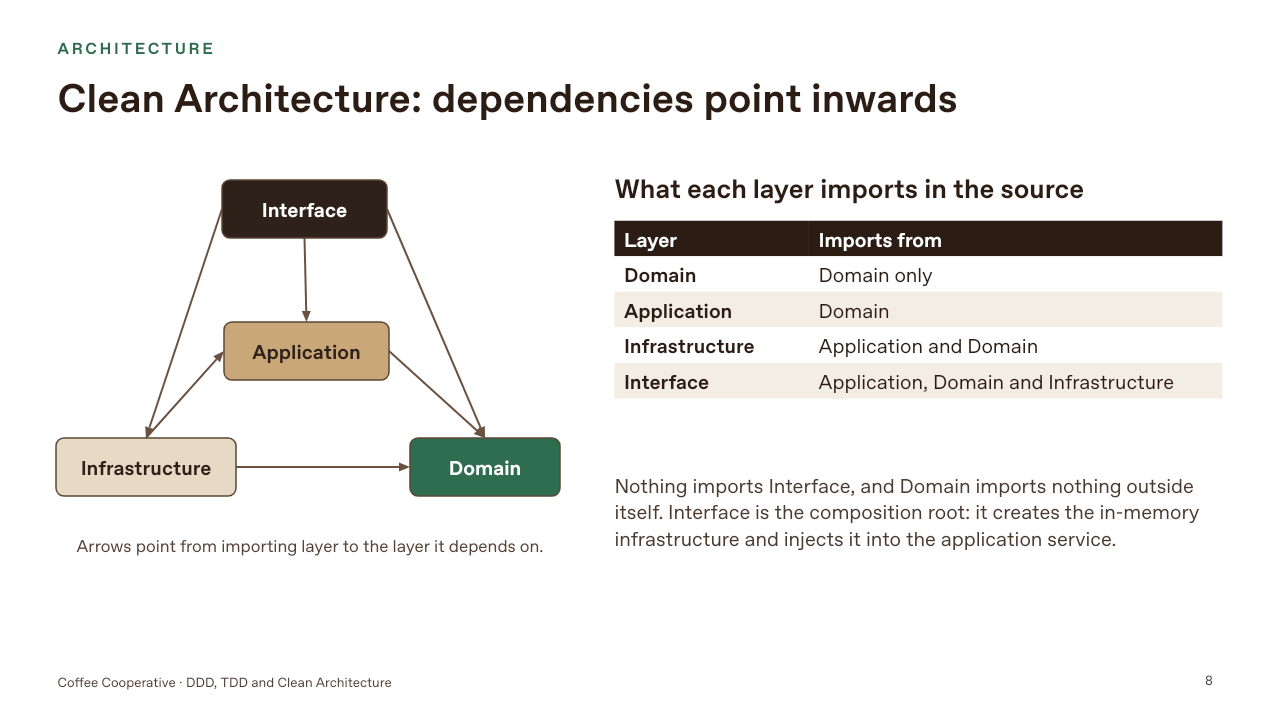 ARCHITECTURE
Clean Architecture: dependencies point inwards
Interface
Application
Infrastructure
Domain
Arrows point from importing layer to the layer it depends on.
What each layer imports in the source
Layer Imports from
Domain Domain only
Application Domain
Infrastructure Application and Domain
Interface Application, Domain and Infrastructure
Nothing imports Interface, and Domain imports nothing outside
itself. Interface is the composition root: it creates the in-memory
infrastructure and injects it into the application service.
Coffee Cooperative · DDD, TDD and Clean Architecture
8